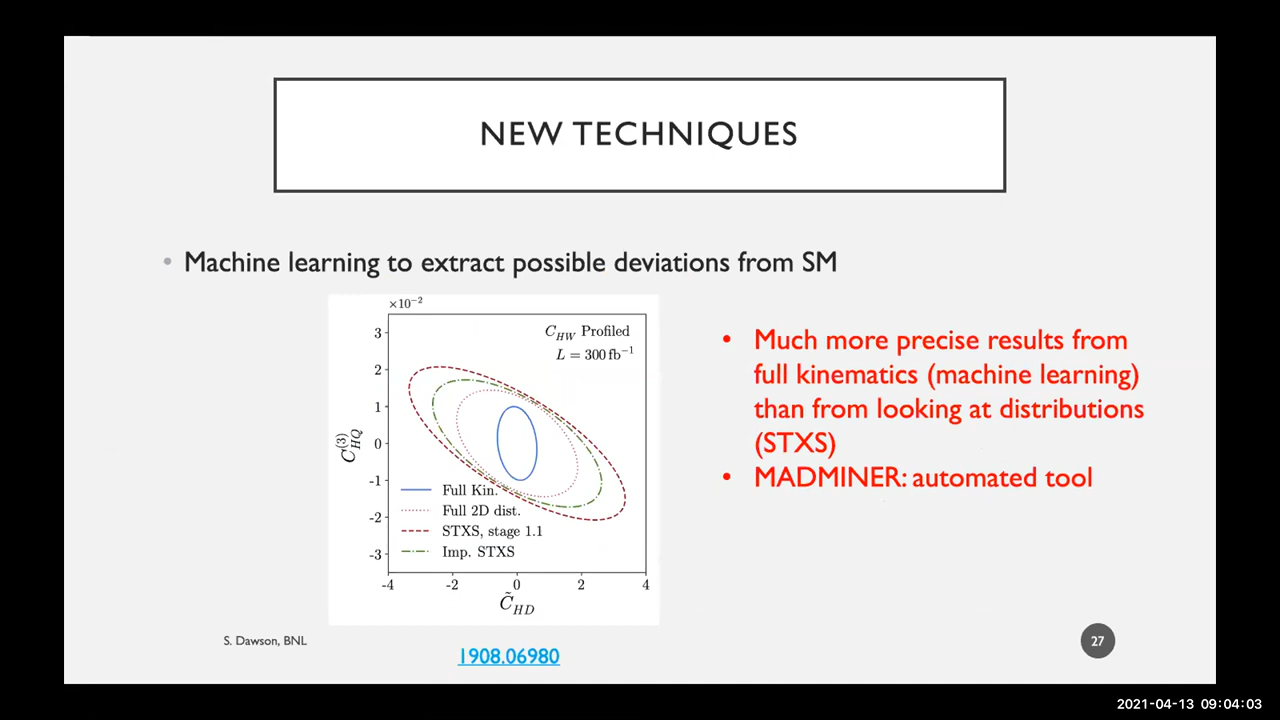 NEW TECHNIQUES
• Machine learning to extract possible deviations from SM
×10⁻²
C_HW Profiled
L = 300 fb⁻¹
3
2
1
0
-1
-2
-3
C_HQ^(3)
Full Kin.
Full 2D dist.
STXS, stage 1.1
Imp. STXS
-4 -2 0 2 4
C̃_HD
• Much more precise results from
full kinematics (machine learning)
than from looking at distributions
(STXS)
• MADMINER: automated tool
S. Dawson, BNL
1908.06980
27
2021-04-13 09:04:03